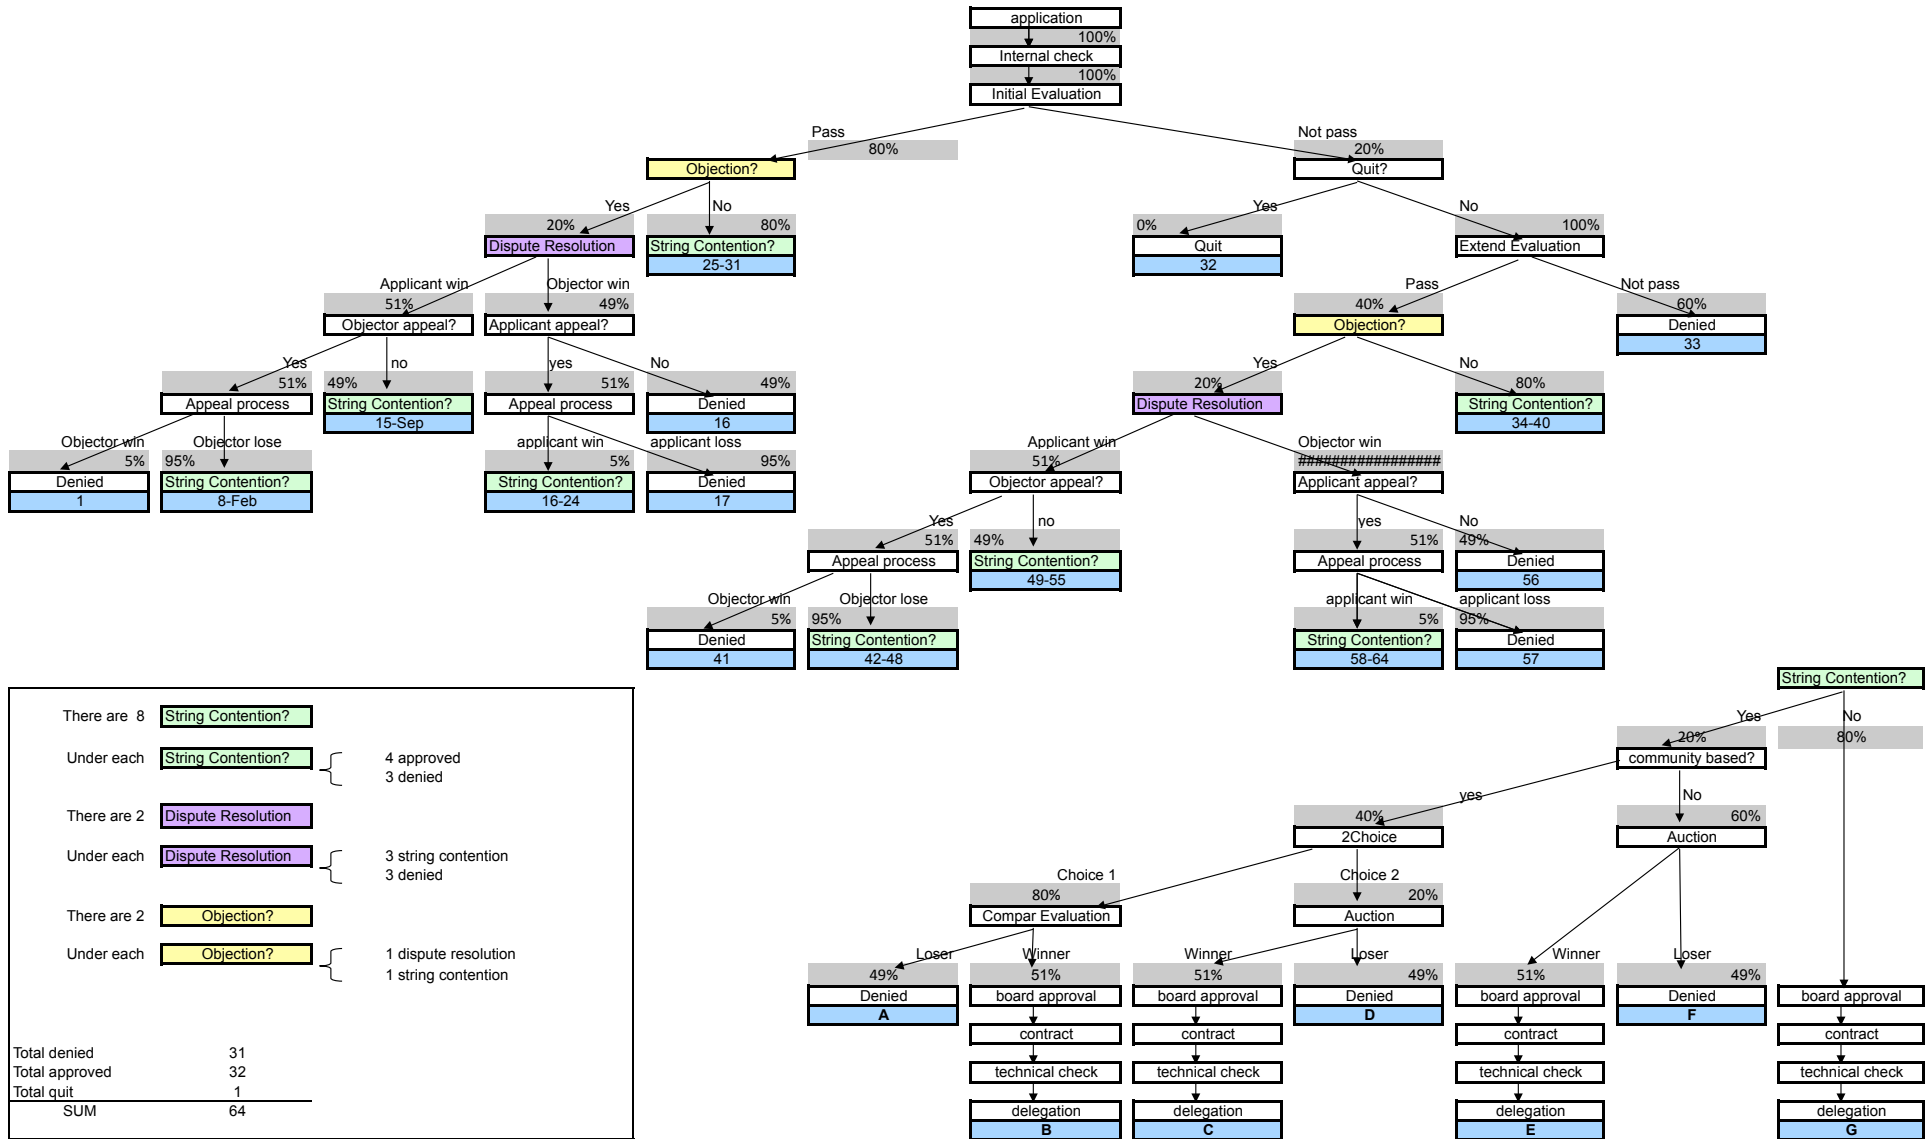 application
100%
Internal check
100%
Initial Evaluation
Pass
Not pass
80%
20%
Objection?
Quit?
Yes
No
Yes
No
20%
80%
0%
100%
Dispute Resolution
String Contention?
Quit
Extend Evaluation
25-31
32
Applicant win
Objector win
Pass
Not pass
51%
49%
40%
60%
Objector appeal?
Applicant appeal?
Objection?
Denied
33
Yes
no
yes
No
Yes
No
51%
49%
51%
49%
20%
80%
Appeal process
String Contention?
Appeal process
Denied
Dispute Resolution
String Contention?
15-Sep
16
34-40
Objector win
Objector lose
applicant win
applicant loss
Applicant win
Objector win
5%
95%
5%
95%
51%
#################
Denied
String Contention?
String Contention?
Denied
Objector appeal?
Applicant appeal?
1
8-Feb
16-24
17
Yes
no
yes
No
51%
49%
51%
49%
Appeal process
String Contention?
Appeal process
Denied
49-55
56
Objector win
Objector lose
applicant win
applicant loss
5%
95%
5%
95%
Denied
String Contention?
String Contention?
Denied
41
42-48
58-64
57
String Contention?
Yes
No
20%
80%
community based?
yes
No
40%
60%
2Choice
Auction
Choice 1
Choice 2
80%
20%
Compar Evaluation
Auction
Loser
Winner
Winner
Loser
Winner
Loser
49%
51%
51%
49%
51%
49%
Denied
board approval
board approval
Denied
board approval
Denied
board approval
A
D
F
contract
contract
contract
contract
technical check
technical check
technical check
technical check
delegation
delegation
delegation
delegation
B
C
E
G
There are 8 String Contention?
Under each String Contention? 4 approved
3 denied
There are 2 Dispute Resolution
Under each Dispute Resolution 3 string contention
3 denied
There are 2 Objection?
Under each Objection? 1 dispute resolution
1 string contention
Total denied 31
Total approved 32
Total quit 1
SUM 64